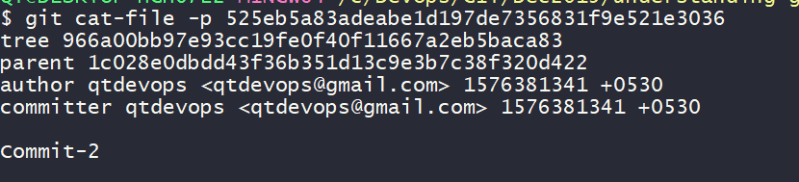 $ git cat-file -p 525eb5a83adeabe1d197de7356831f9e521e3036
tree 966a00bb97e93cc19fe0f40f11667a2eb5baca83
parent 1c028e0dbdd43f36b351d13c9e3b7c38f320d422
author qtdevops <qtdevops@gmail.com> 1576381341 +0530
committer qtdevops <qtdevops@gmail.com> 1576381341 +0530
Commit-2